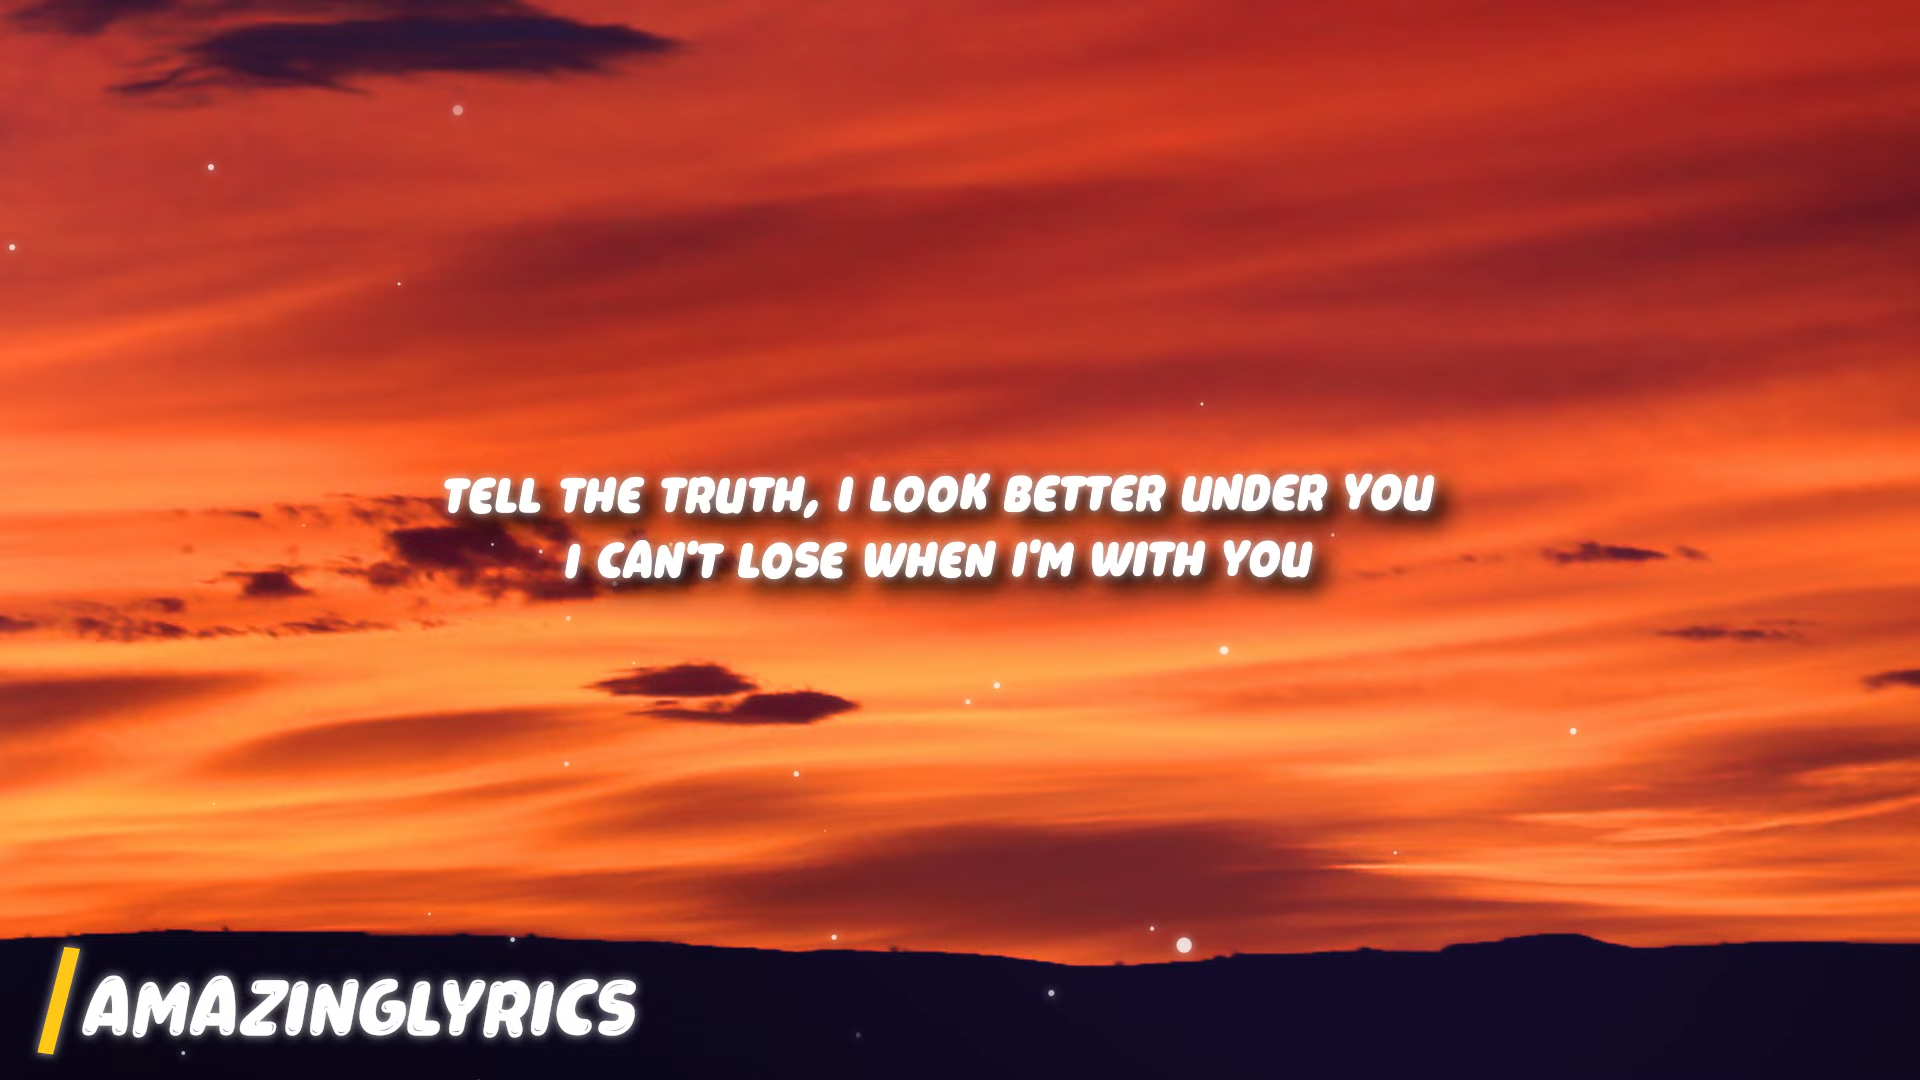 TELL THE TRUTH, I LOOK BETTER UNDER YOU
I CAN'T LOSE WHEN I'M WITH YOU
AMAZINGLYRICS